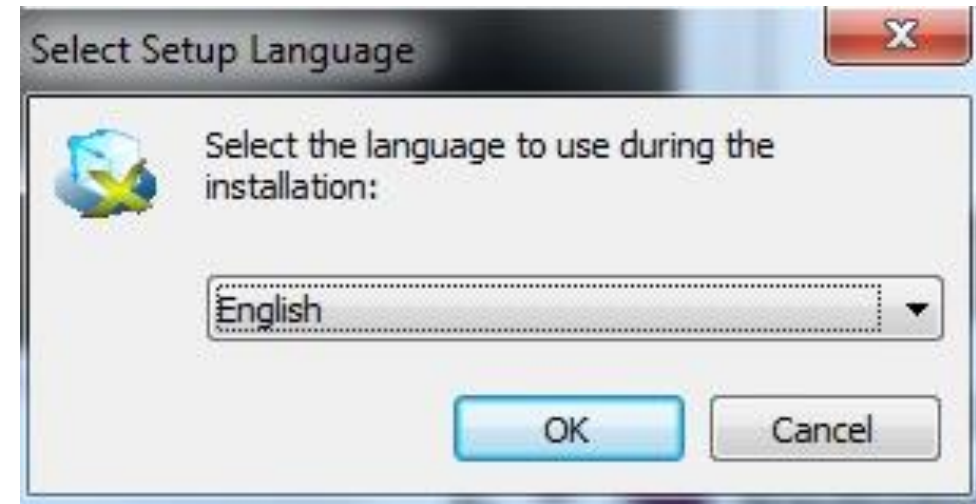 Select Setup Language
Select the language to use during the
installation:
English
OK
Cancel